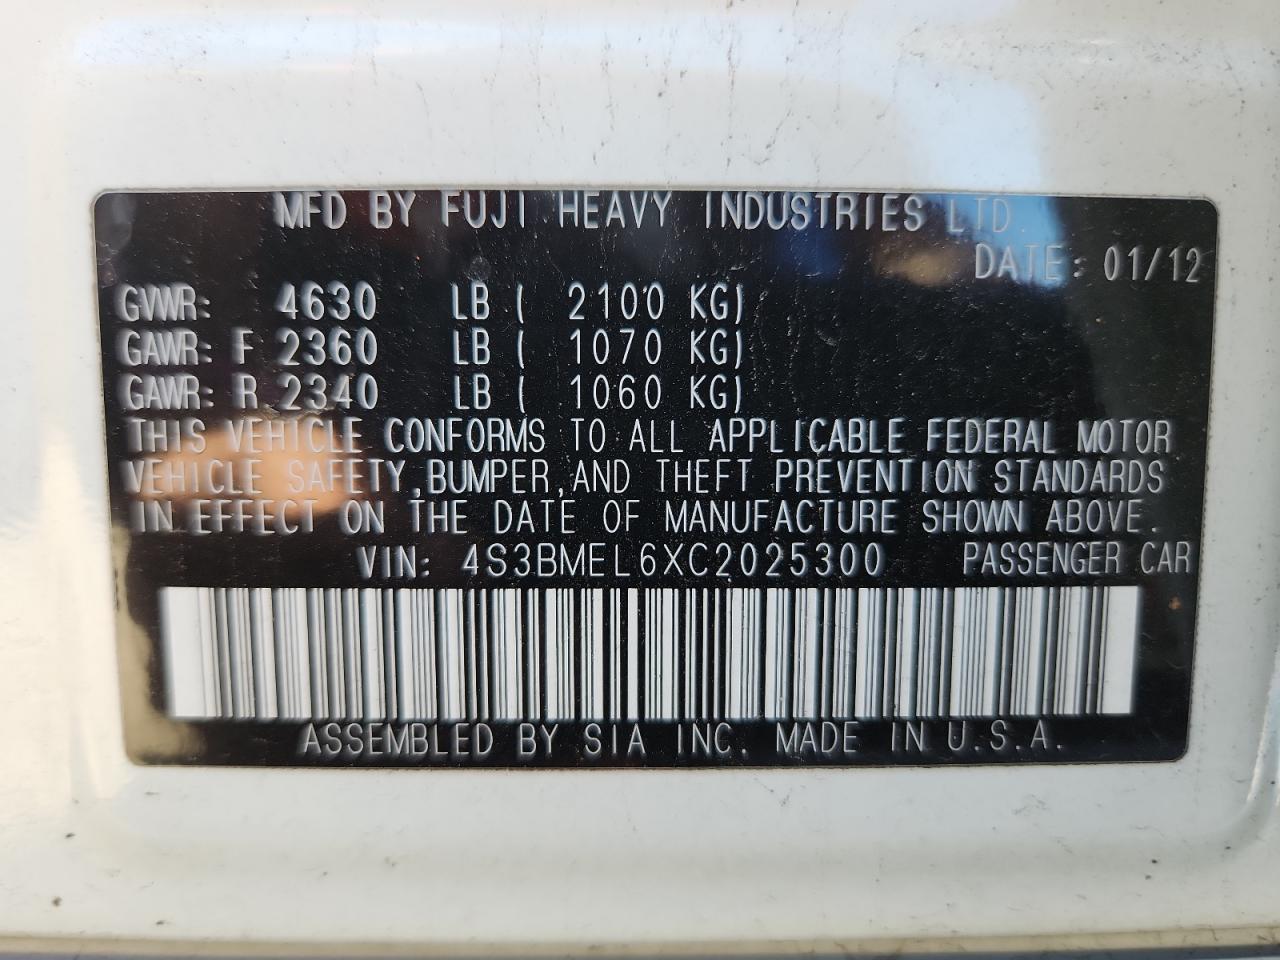 MFD BY FUJI HEAVY INDUSTRIES LTD.
DATE: 01/12
GVWR: 4630 LB ( 2100 KG)
GAWR: F 2360 LB ( 1070 KG)
GAWR: R 2340 LB ( 1060 KG)
THIS VEHICLE CONFORMS TO ALL APPLICABLE FEDERAL MOTOR
VEHICLE SAFETY, BUMPER, AND THEFT PREVENTION STANDARDS
IN EFFECT ON THE DATE OF MANUFACTURE SHOWN ABOVE.
VIN: 4S3BMEL6XC2025300 PASSENGER CAR
ASSEMBLED BY SIA INC. MADE IN U.S.A.